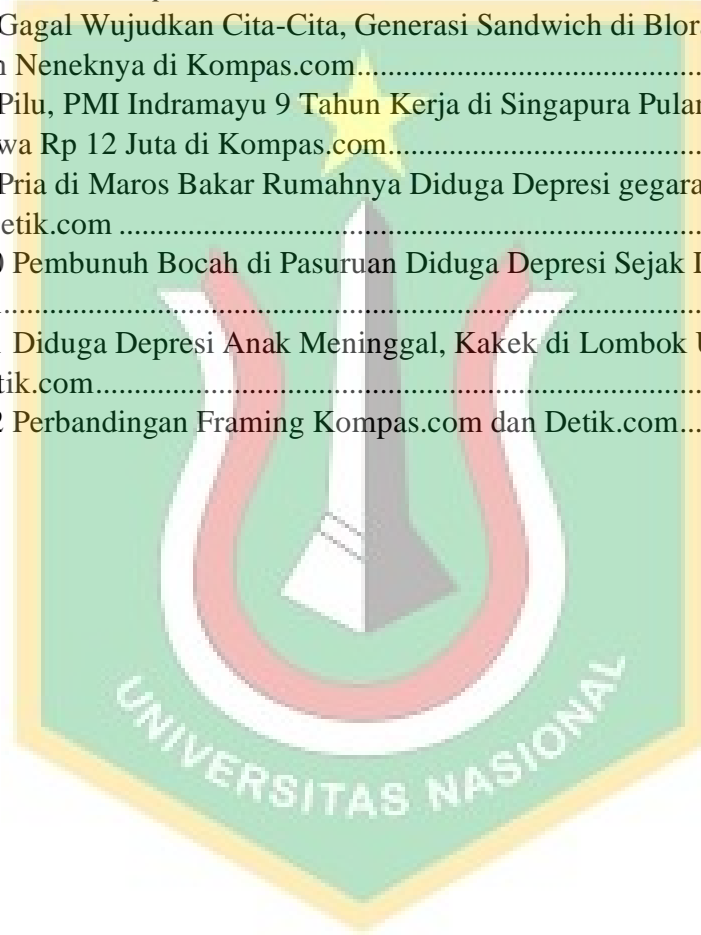 Gagal Wujudkan Cita-Cita, Generasi Sandwich di Blor
n Neneknya di Kompas.com....................................................
Pilu, PMI Indramayu 9 Tahun Kerja di Singapura Pulan
wa Rp 12 Juta di Kompas.com................................................
Pria di Maros Bakar Rumahnya Diduga Depresi gegara
etik.com ..................................................................................
0 Pembunuh Bocah di Pasuruan Diduga Depresi Sejak
..................................................................................................
Diduga Depresi Anak Meninggal, Kakek di Lombok
tik.com.....................................................................................
2 Perbandingan Framing Kompas.com dan Detik.com...
UNIVERSITAS NASIONAL